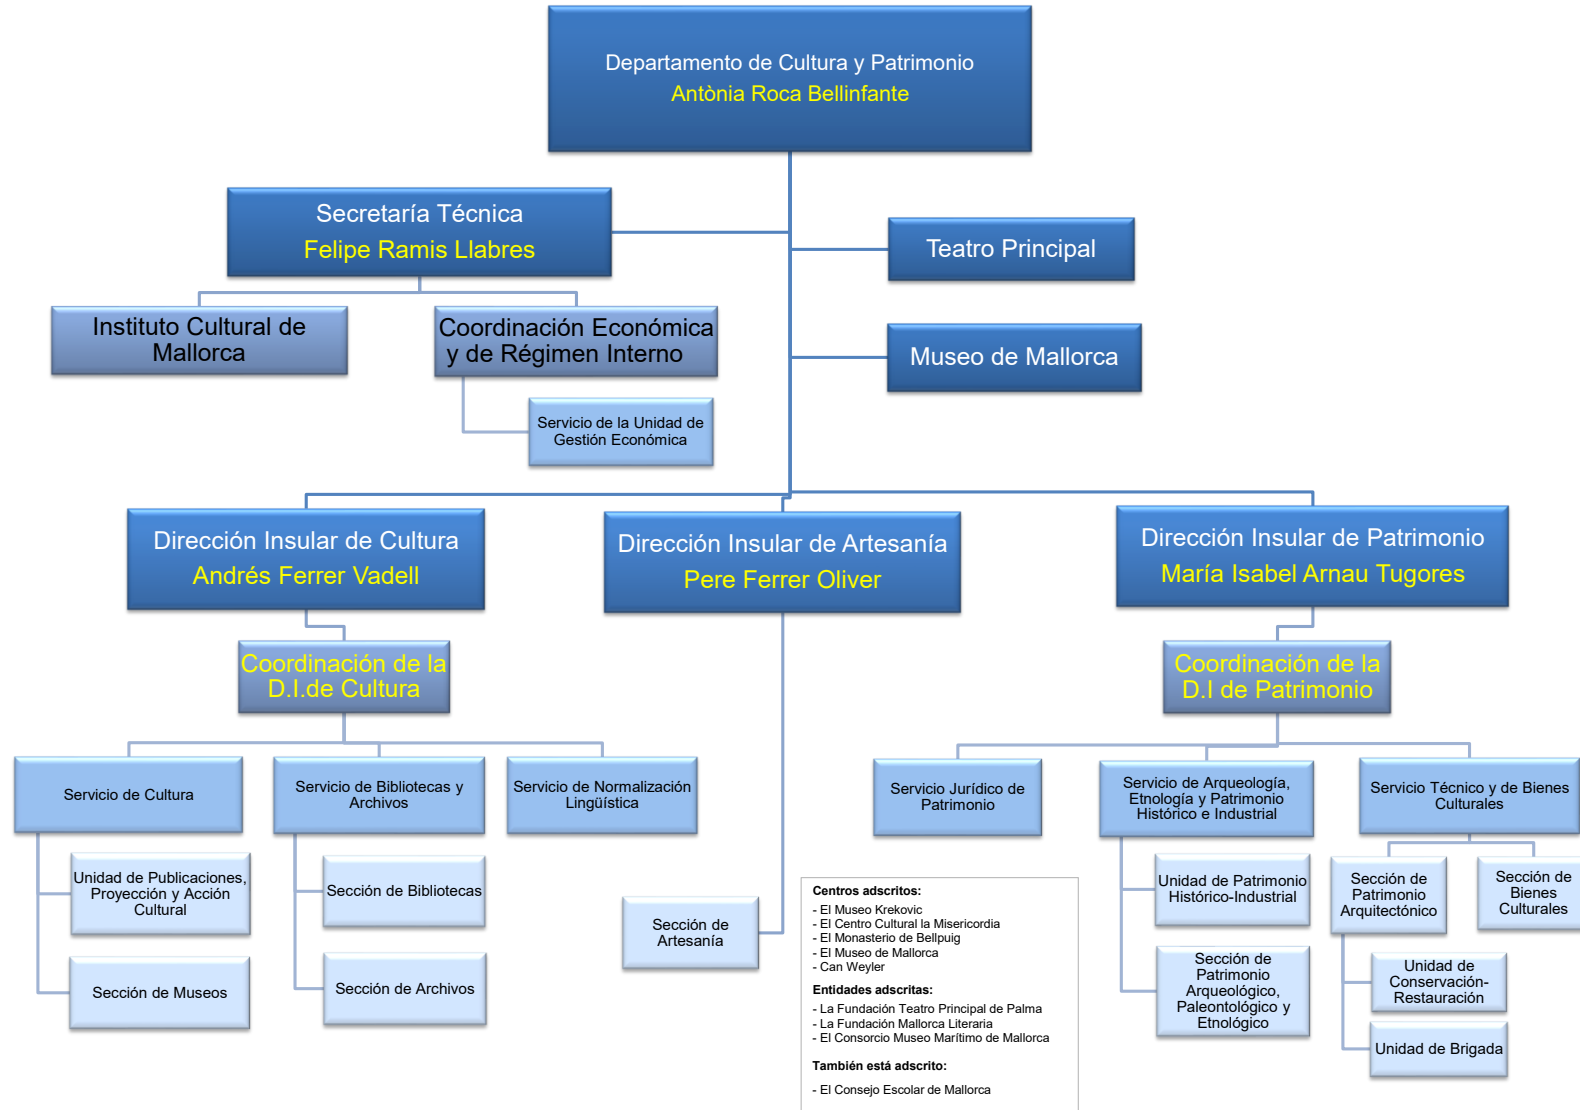 Departamento de Cultura y Patrimonio
Antònia Roca Bellinfante
Secretaría Técnica
Felipe Ramis Llabres
Teatro Principal
Instituto Cultural de
Mallorca
Coordinación Económica
y de Régimen Interno
Museo de Mallorca
Servicio de la Unidad de
Gestión Económica
Dirección Insular de Cultura
Andrés Ferrer Vadell
Dirección Insular de Artesanía
Pere Ferrer Oliver
Dirección Insular de Patrimonio
María Isabel Arnau Tugores
Coordinación de la
D.I.de Cultura
Coordinación de la
D.I de Patrimonio
Servicio de Cultura
Servicio de Bibliotecas y
Archivos
Servicio de Normalización
Lingüística
Servicio Jurídico de
Patrimonio
Servicio de Arqueología,
Etnología y Patrimonio
Histórico e Industrial
Servicio Técnico y de Bienes
Culturales
Unidad de Publicaciones,
Proyección y Acción
Cultural
Sección de Bibliotecas
Sección de Artesanía
Unidad de Patrimonio
Histórico-Industrial
Sección de
Patrimonio
Arquitectónico
Sección de
Bienes
Culturales
Sección de Museos
Sección de Archivos
Sección de
Patrimonio
Arqueológico,
Paleontológico y
Etnológico
Unidad de
Conservación-
Restauración
Unidad de Brigada
Centros adscritos:
- El Museo Krekovic
- El Centro Cultural la Misericordia
- El Monasterio de Bellpuig
- El Museo de Mallorca
- Can Weyler
Entidades adscritas:
- La Fundación Teatro Principal de Palma
- La Fundación Mallorca Literaria
- El Consorcio Museo Marítimo de Mallorca
También está adscrito:
- El Consejo Escolar de Mallorca